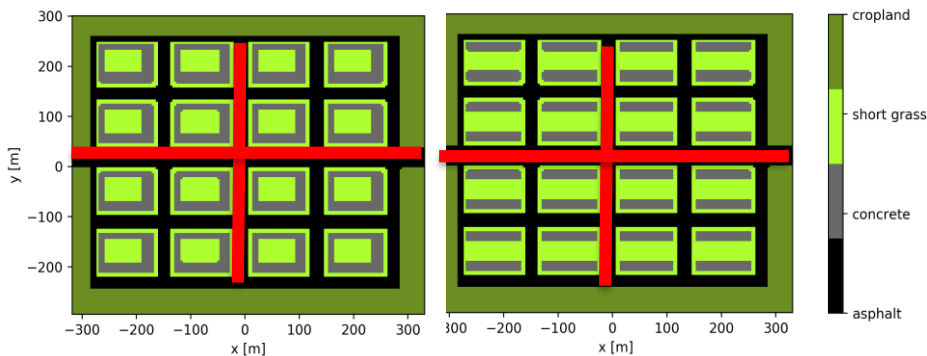 300
200
100
0
−100
−200
y [m]
−300 −200 −100 0 100 200 300
x [m]
300 −200 −100 0 100 200 300
x [m]
cropland
short grass
concrete
asphalt